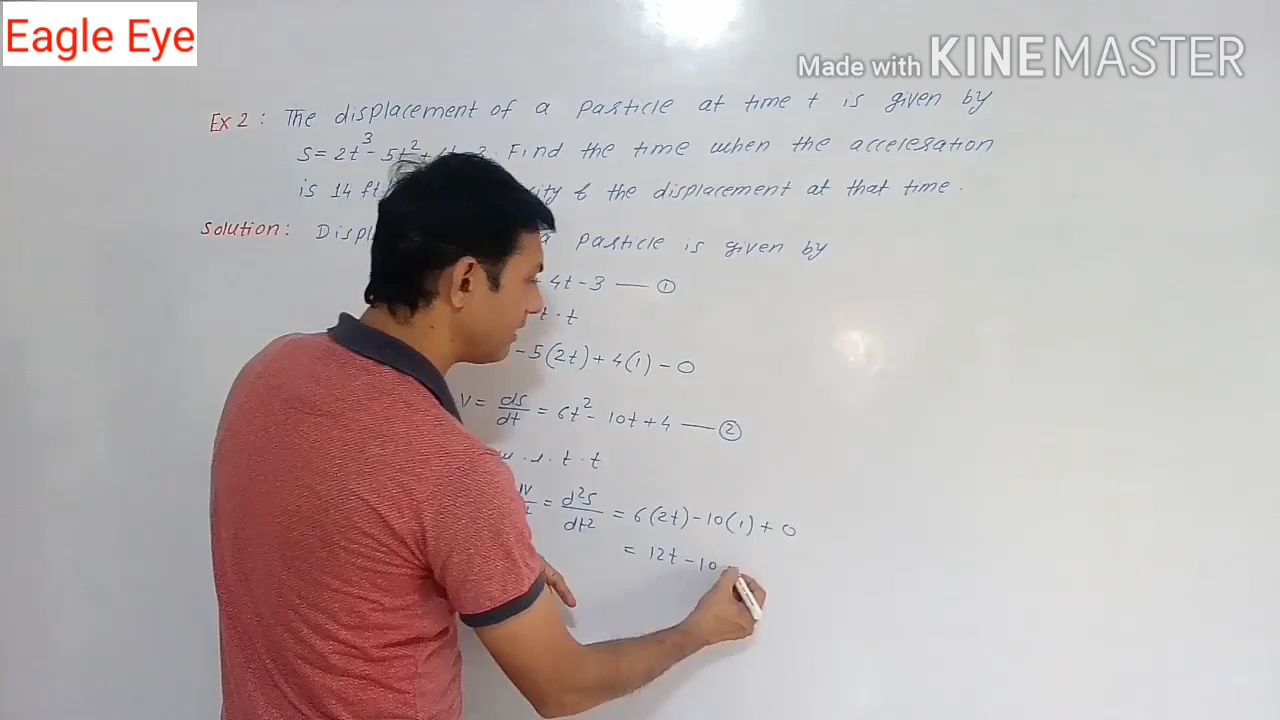 Eagle Eye
Made with KINEMASTER
Ex 2 : The displacement of a particle at time t is given by
S = 2t³ - 5t² + 4t - 3 . Find the time when the acceleration
is 14 ft & the displacement at that time .
Solution : a particle is given by
+ 4t - 3 —— ①
t . t
- 5(2t) + 4(1) - 0
V = ds/dt = 6t² - 10t + 4 —— ②
w . r . t . t
= d²s/dt² = 6(2t) - 10(1) + 0
= 12t - 10